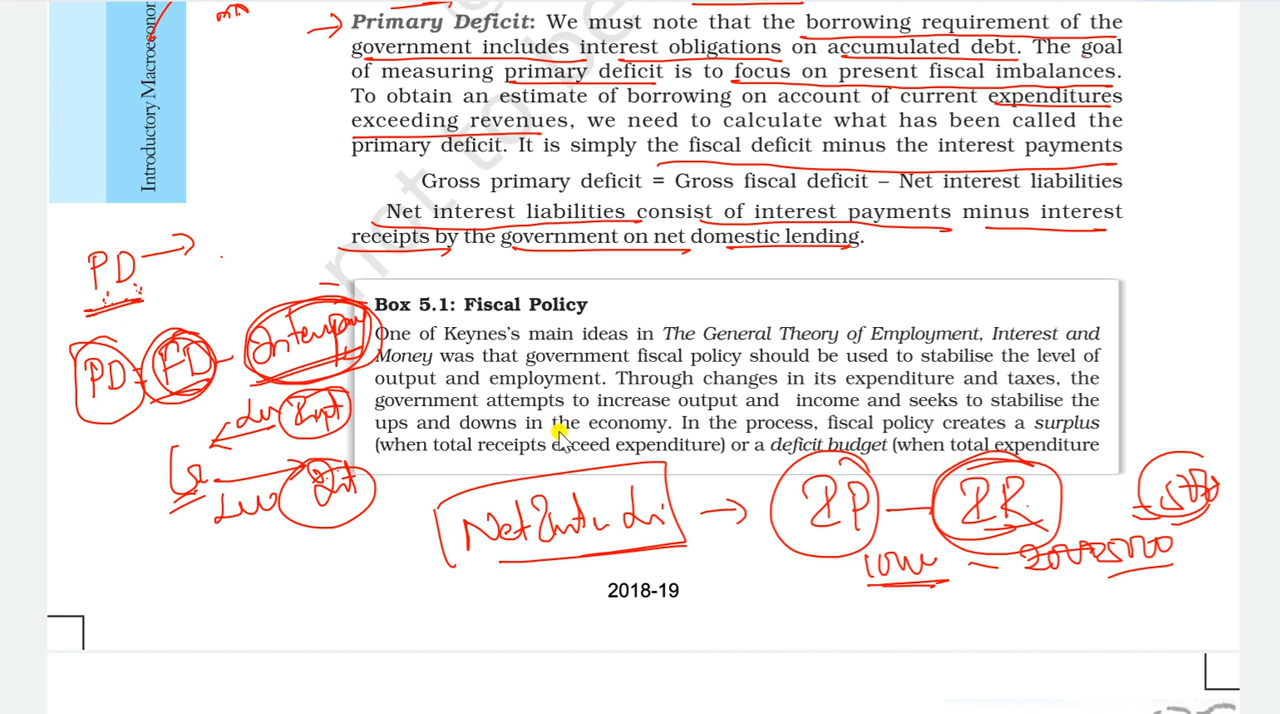 Introductory Macroeconom
Primary Deficit: We must note that the borrowing requirement of the
government includes interest obligations on accumulated debt. The goal
of measuring primary deficit is to focus on present fiscal imbalances.
To obtain an estimate of borrowing on account of current expenditures
exceeding revenues, we need to calculate what has been called the
primary deficit. It is simply the fiscal deficit minus the interest payments
Gross primary deficit = Gross fiscal deficit – Net interest liabilities
Net interest liabilities consist of interest payments minus interest
receipts by the government on net domestic lending.
not to be
PD
PD = FD -
Box 5.1: Fiscal Policy
One of Keynes's main ideas in The General Theory of Employment, Interest and
Money was that government fiscal policy should be used to stabilise the level of
output and employment. Through changes in its expenditure and taxes, the
government attempts to increase output and income and seeks to stabilise the
ups and downs in the economy. In the process, fiscal policy creates a surplus
(when total receipts exceed expenditure) or a deficit budget (when total expenditure
IP - IR
2018-19